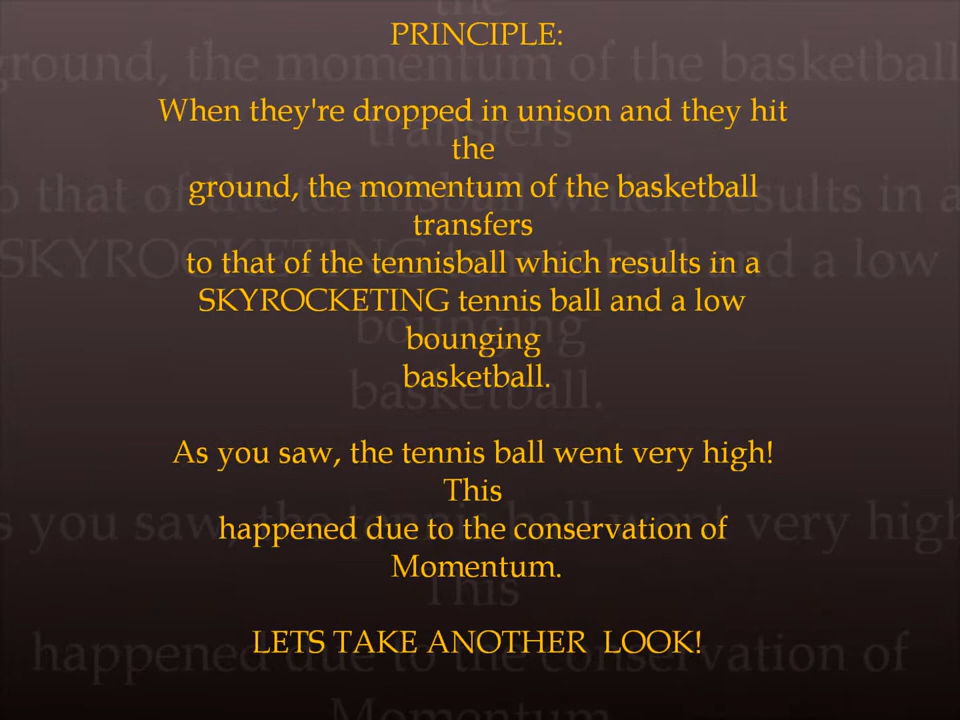 PRINCIPLE:
When they're dropped in unison and they hit
the
ground, the momentum of the basketball
transfers
to that of the tennisball which results in a
SKYROCKETING tennis ball and a low
bounging
basketball.
As you saw, the tennis ball went very high!
This
happened due to the conservation of
Momentum.
LETS TAKE ANOTHER  LOOK!